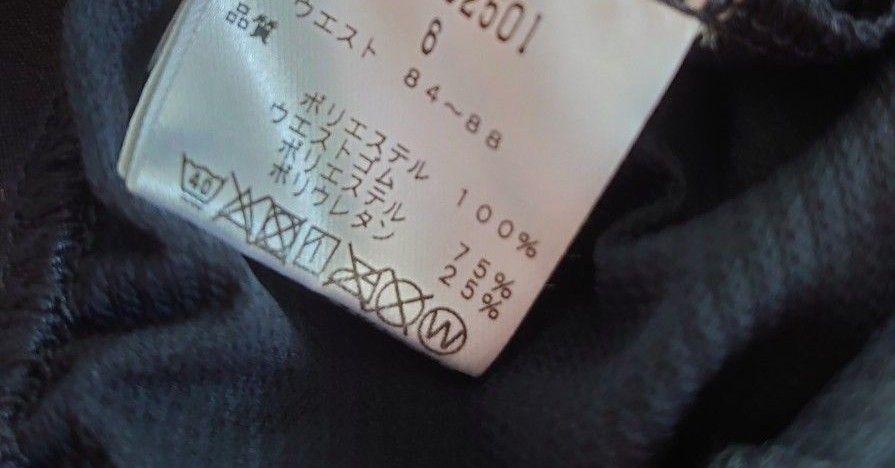 2501
6
ウエスト 84～88
品質
ポリエステル 100%
ウエストゴム
ポリエステル 75%
ポリウレタン 25%
40
W